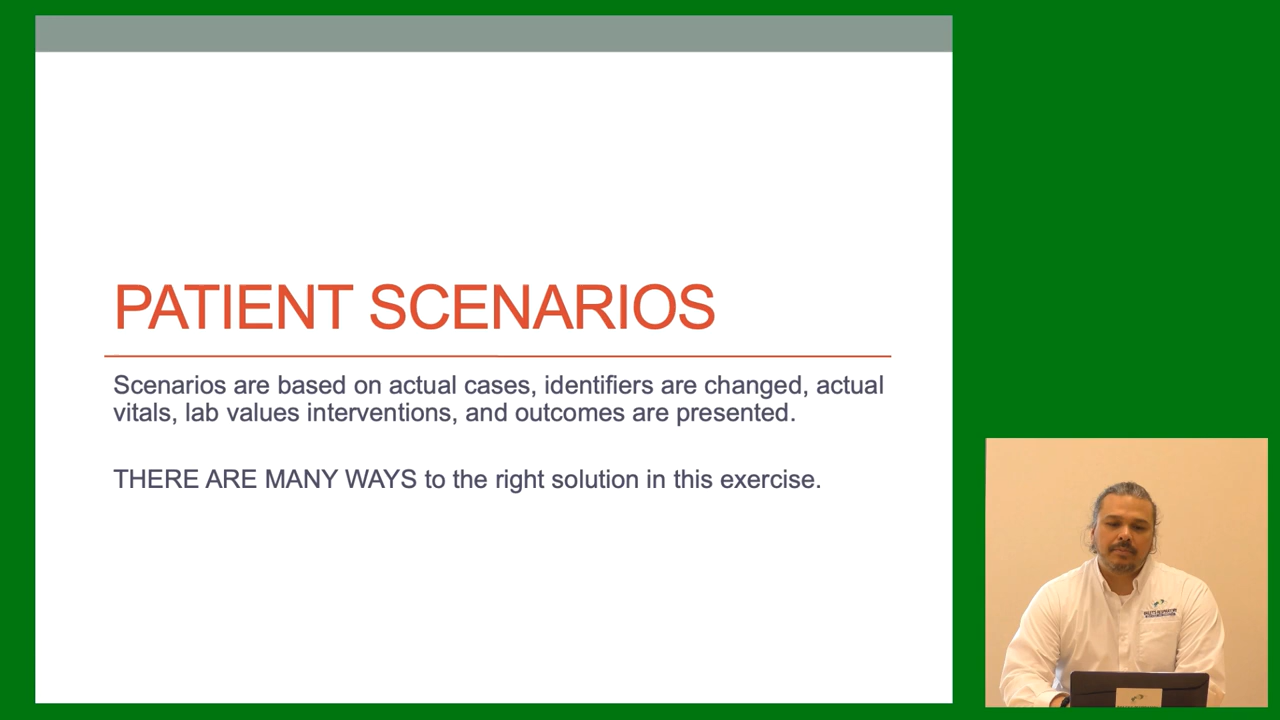 PATIENT SCENARIOS
Scenarios are based on actual cases, identifiers are changed, actual
vitals, lab values interventions, and outcomes are presented.
THERE ARE MANY WAYS to the right solution in this exercise.